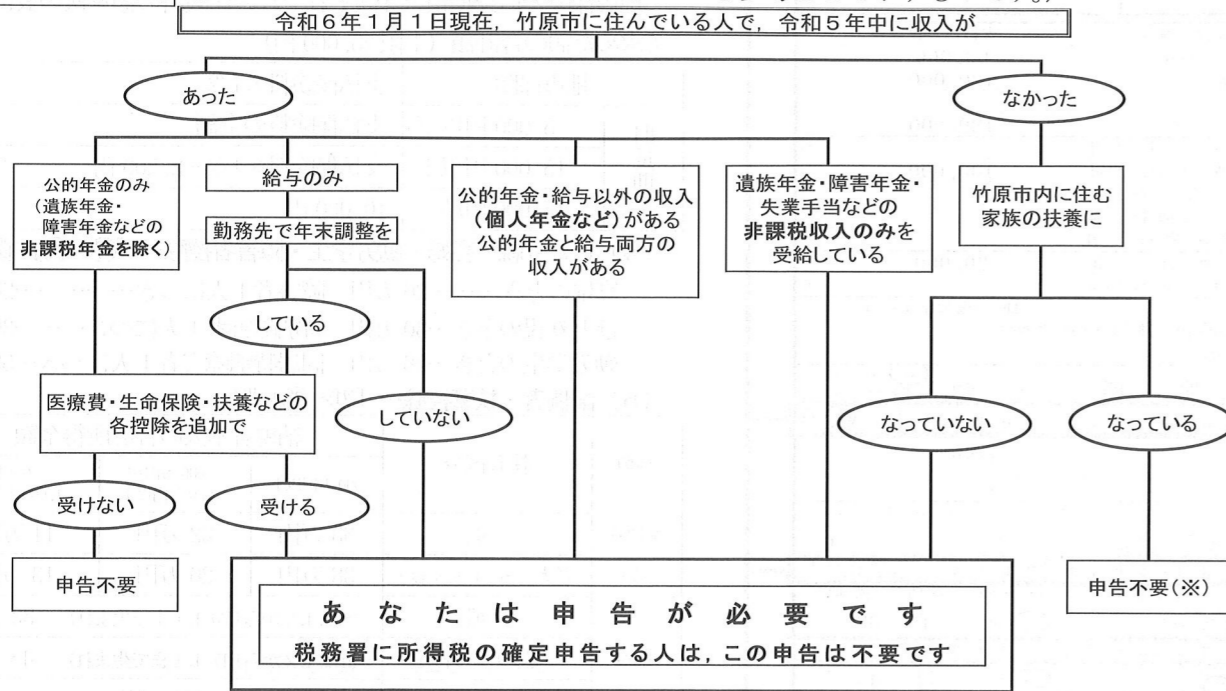 令和６年１月１日現在，竹原市に住んでいる人で，令和５年中に収入が
あった
なかった
公的年金のみ
(遺族年金・
障害年金などの
非課税年金を除く)
給与のみ
勤務先で年末調整を
公的年金・給与以外の収入
(個人年金など)がある
公的年金と給与両方の
収入がある
遺族年金・障害年金・
失業手当などの
非課税収入のみを
受給している
竹原市内に住む
家族の扶養に
している
していない
医療費・生命保険・扶養などの
各控除を追加で
なっていない
なっている
受けない
受ける
申告不要
あなたは申告が必要です
税務署に所得税の確定申告する人は，この申告は不要です
申告不要(※)